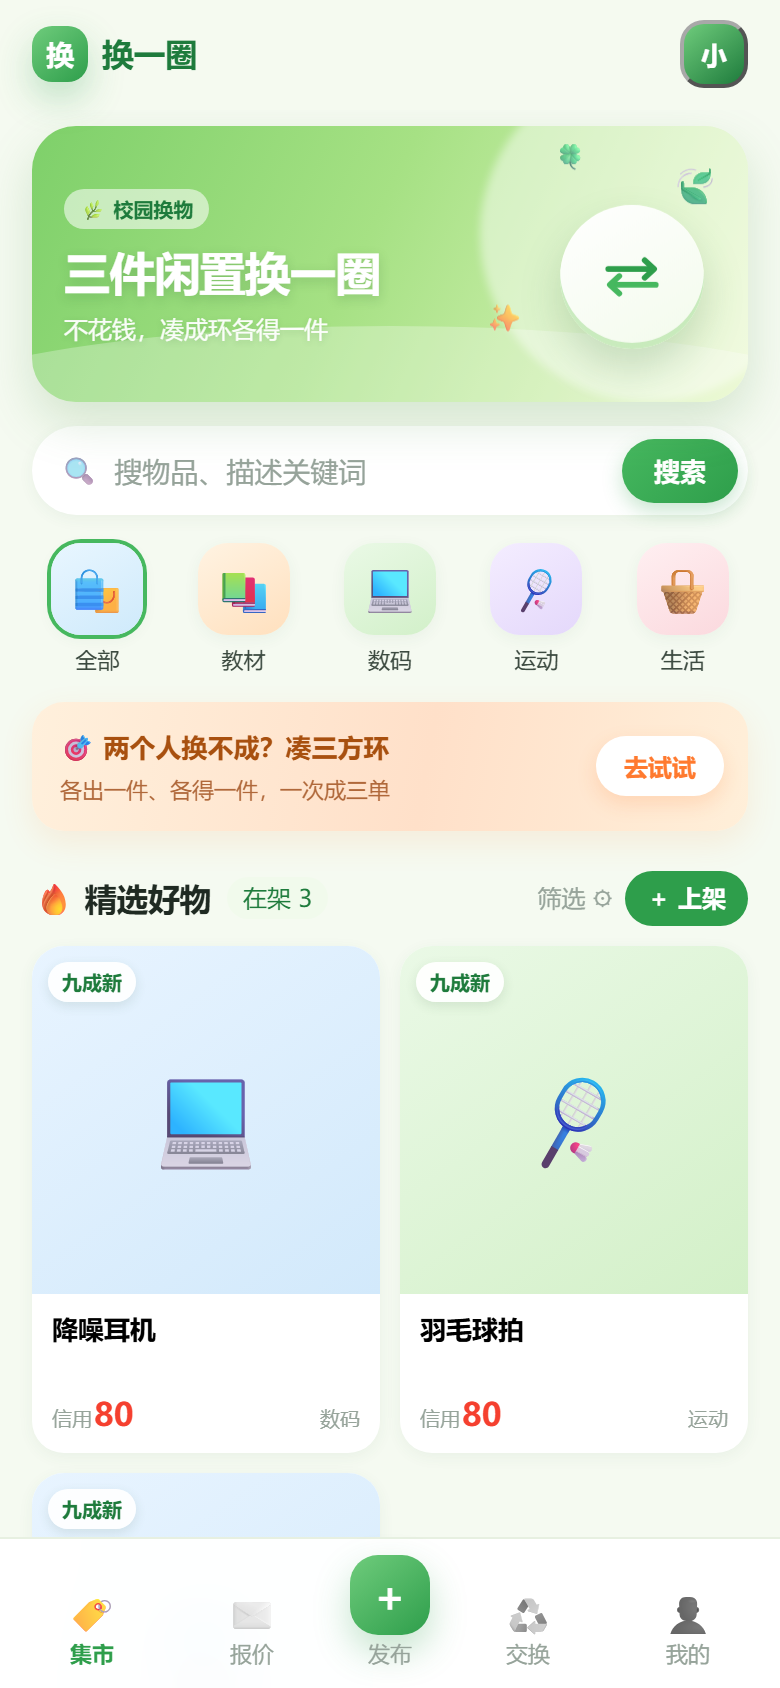 换 换一圈 小
校园换物
三件闲置换一圈
不花钱，凑成环各得一件
搜物品、描述关键词 搜索
全部 教材 数码 运动 生活
两个人换不成？凑三方环
各出一件、各得一件，一次成三单
去试试
精选好物 在架 3 筛选 + 上架
九成新 九成新
降噪耳机 羽毛球拍
信用80 数码 信用80 运动
九成新
+
集市 报价 发布 交换 我的